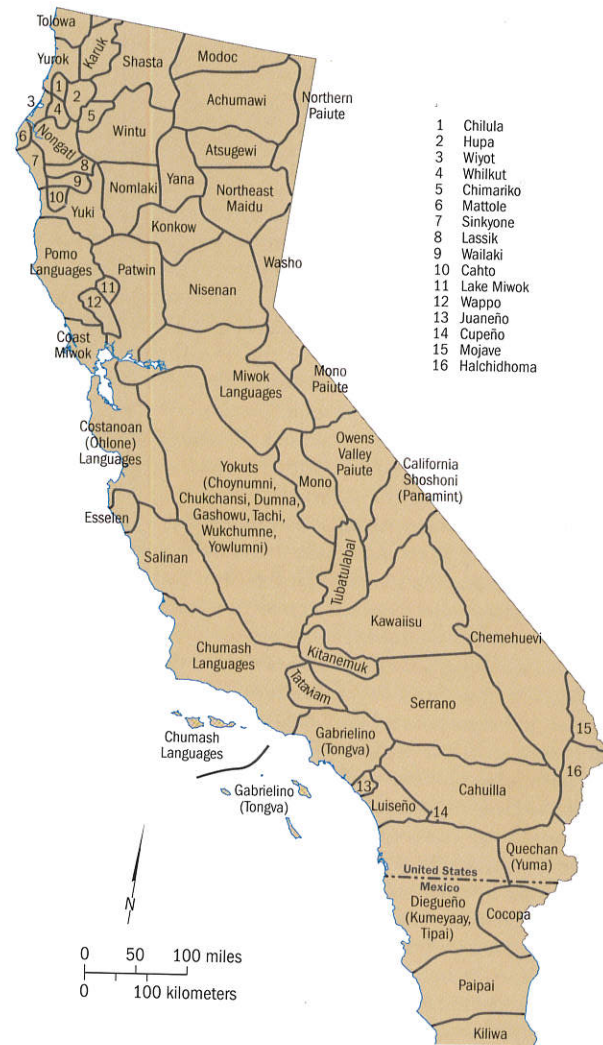 Tolowa
Yurok
Karuk
Shasta
Modoc
Achumawi
Northern
Paiute
1
2
3
4
5
6
7
Nongatl
8
9
10
Wintu
Atsugewi
Yana
Nomlaki
Northeast
Maidu
Yuki
Konkow
Pomo
Languages
Patwin
11
12
Nisenan
Washo
Coast
Miwok
Miwok
Languages
Mono
Paiute
Costanoan
(Ohlone)
Languages
Yokuts
(Choynumni,
Chukchansi, Dumna,
Gashowu, Tachi,
Wukchumne,
Yowlumni)
Mono
Owens
Valley
Paiute
California
Shoshoni
(Panamint)
Esselen
Salinan
Tubatulabal
Kawaiisu
Chemehuevi
Chumash
Languages
Kitanemuk
Tataviam
Serrano
Gabrielino
(Tongva)
15
16
Chumash
Languages
Gabrielino
(Tongva)
13
Luiseño
14
Cahuilla
Quechan
(Yuma)
United States
Mexico
Diegueño
(Kumeyaay,
Tipai)
Cocopa
Paipai
Kiliwa
1 Chilula
2 Hupa
3 Wiyot
4 Whilkut
5 Chimariko
6 Mattole
7 Sinkyone
8 Lassik
9 Wailaki
10 Cahto
11 Lake Miwok
12 Wappo
13 Juaneño
14 Cupeño
15 Mojave
16 Halchidhoma
N
0 50 100 miles
0 100 kilometers